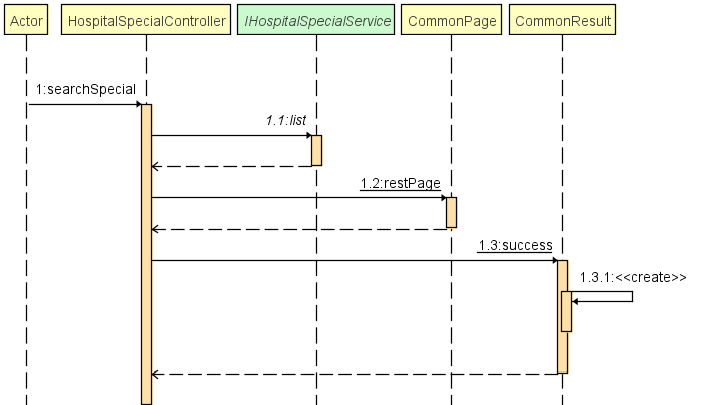 Actor
HospitalSpecialController
IHospitalSpecialService
CommonPage
CommonResult
1:searchSpecial
1.1:list
1.2:restPage
1.3:success
1.3.1:<<create>>